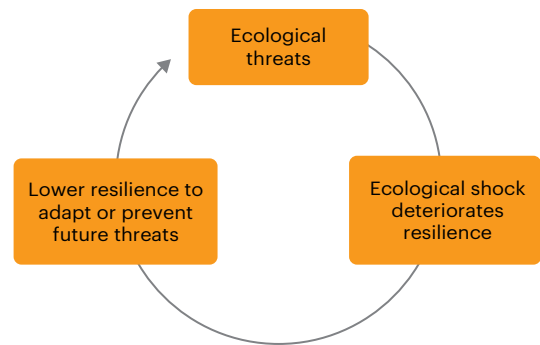 Ecological
threats
Ecological shock
deteriorates
resilience
Lower resilience to
adapt or prevent
future threats